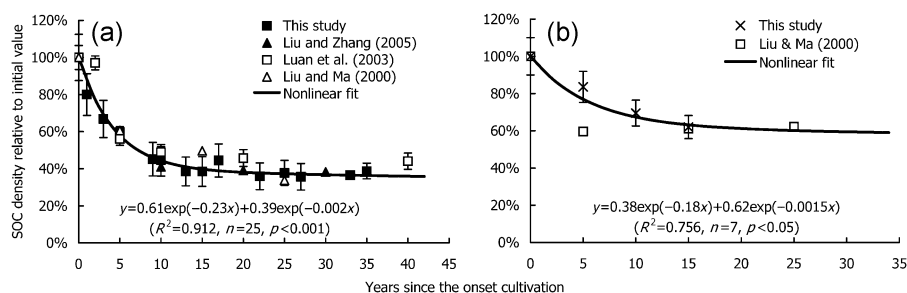 SOC density relative to initial value
120%
100%
80%
60%
40%
20%
0%
(a)
This study
Liu and Zhang (2005)
Luan et al. (2003)
Liu and Ma (2000)
Nonlinear fit
y=0.61exp(−0.23x)+0.39exp(−0.002x)
(R²=0.912, n=25, p<0.001)
0 5 10 15 20 25 30 35 40 45
120%
100%
80%
60%
40%
20%
0%
(b)
This study
Liu & Ma (2000)
Nonlinear fit
y=0.38exp(−0.18x)+0.62exp(−0.0015x)
(R²=0.756, n=7, p<0.05)
0 5 10 15 20 25 30
Years since the onset cultivation